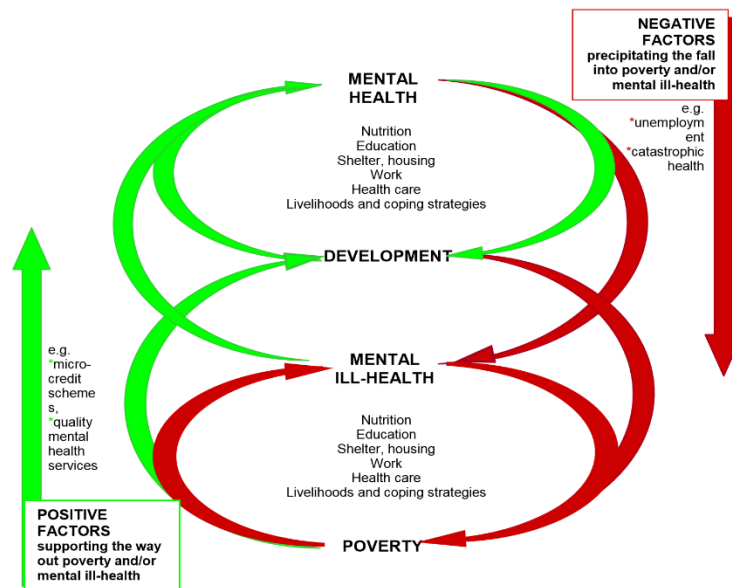 NEGATIVE
FACTORS
precipitating the fall
into poverty and/or
mental ill-health
e.g.
*unemploym
ent
*catastrophic
health
MENTAL
HEALTH
Nutrition
Education
Shelter, housing
Work
Health care
Livelihoods and coping strategies
DEVELOPMENT
MENTAL
ILL-HEALTH
Nutrition
Education
Shelter, housing
Work
Health care
Livelihoods and coping strategies
POVERTY
e.g.
*micro-
credit
scheme
s,
*quality
mental
health
services
POSITIVE
FACTORS
supporting the way
out poverty and/or
mental ill-health